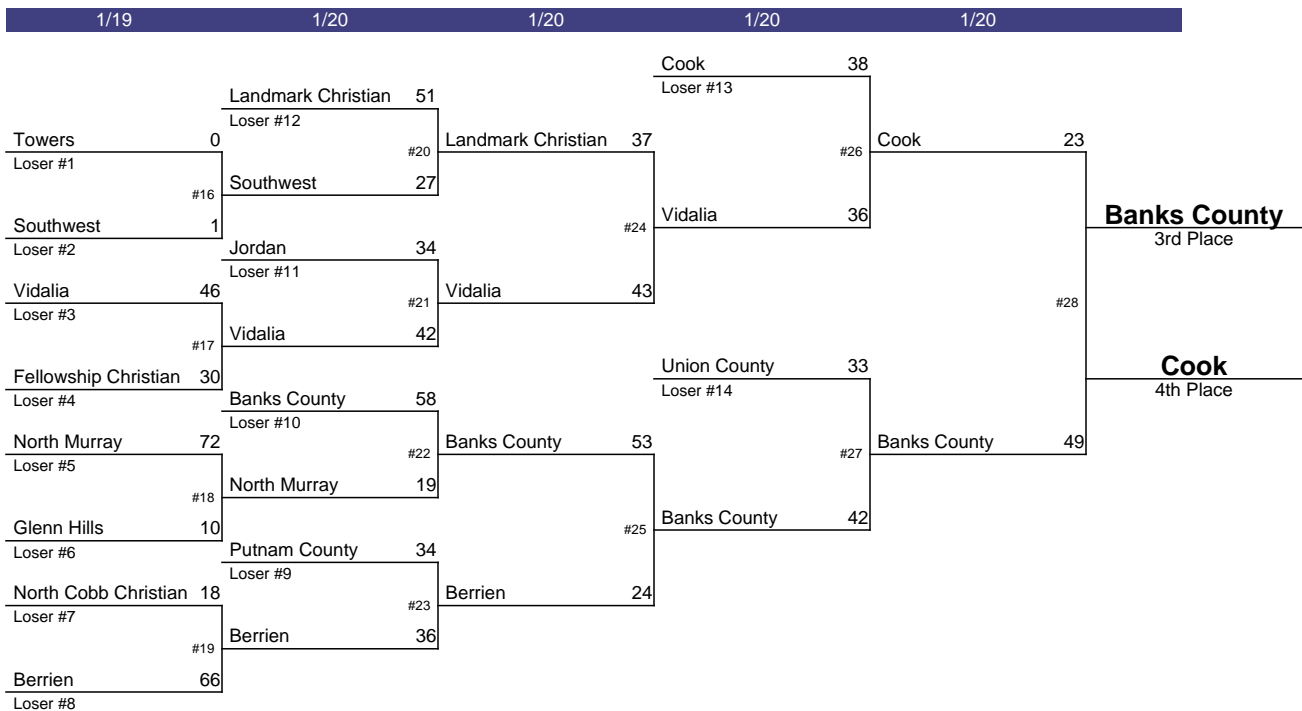 1/19 1/20 1/20 1/20 1/20
Cook 38
Loser #13
Landmark Christian 51
Loser #12
Towers 0
Loser #1
#20
Landmark Christian 37
#26
Cook 23
#16
Southwest 27
Southwest 1
Loser #2
#24
Vidalia 36
Banks County
3rd Place
Jordan 34
Loser #11
Vidalia 46
Loser #3
#21
Vidalia 43
#28
#17
Vidalia 42
Fellowship Christian 30
Loser #4
Union County 33
Loser #14
Cook
4th Place
Banks County 58
Loser #10
North Murray 72
Loser #5
#22
Banks County 53
#27
Banks County 49
#18
North Murray 19
Glenn Hills 10
Loser #6
#25
Banks County 42
Putnam County 34
Loser #9
North Cobb Christian 18
Loser #7
#23
Berrien 24
#19
Berrien 36
Berrien 66
Loser #8